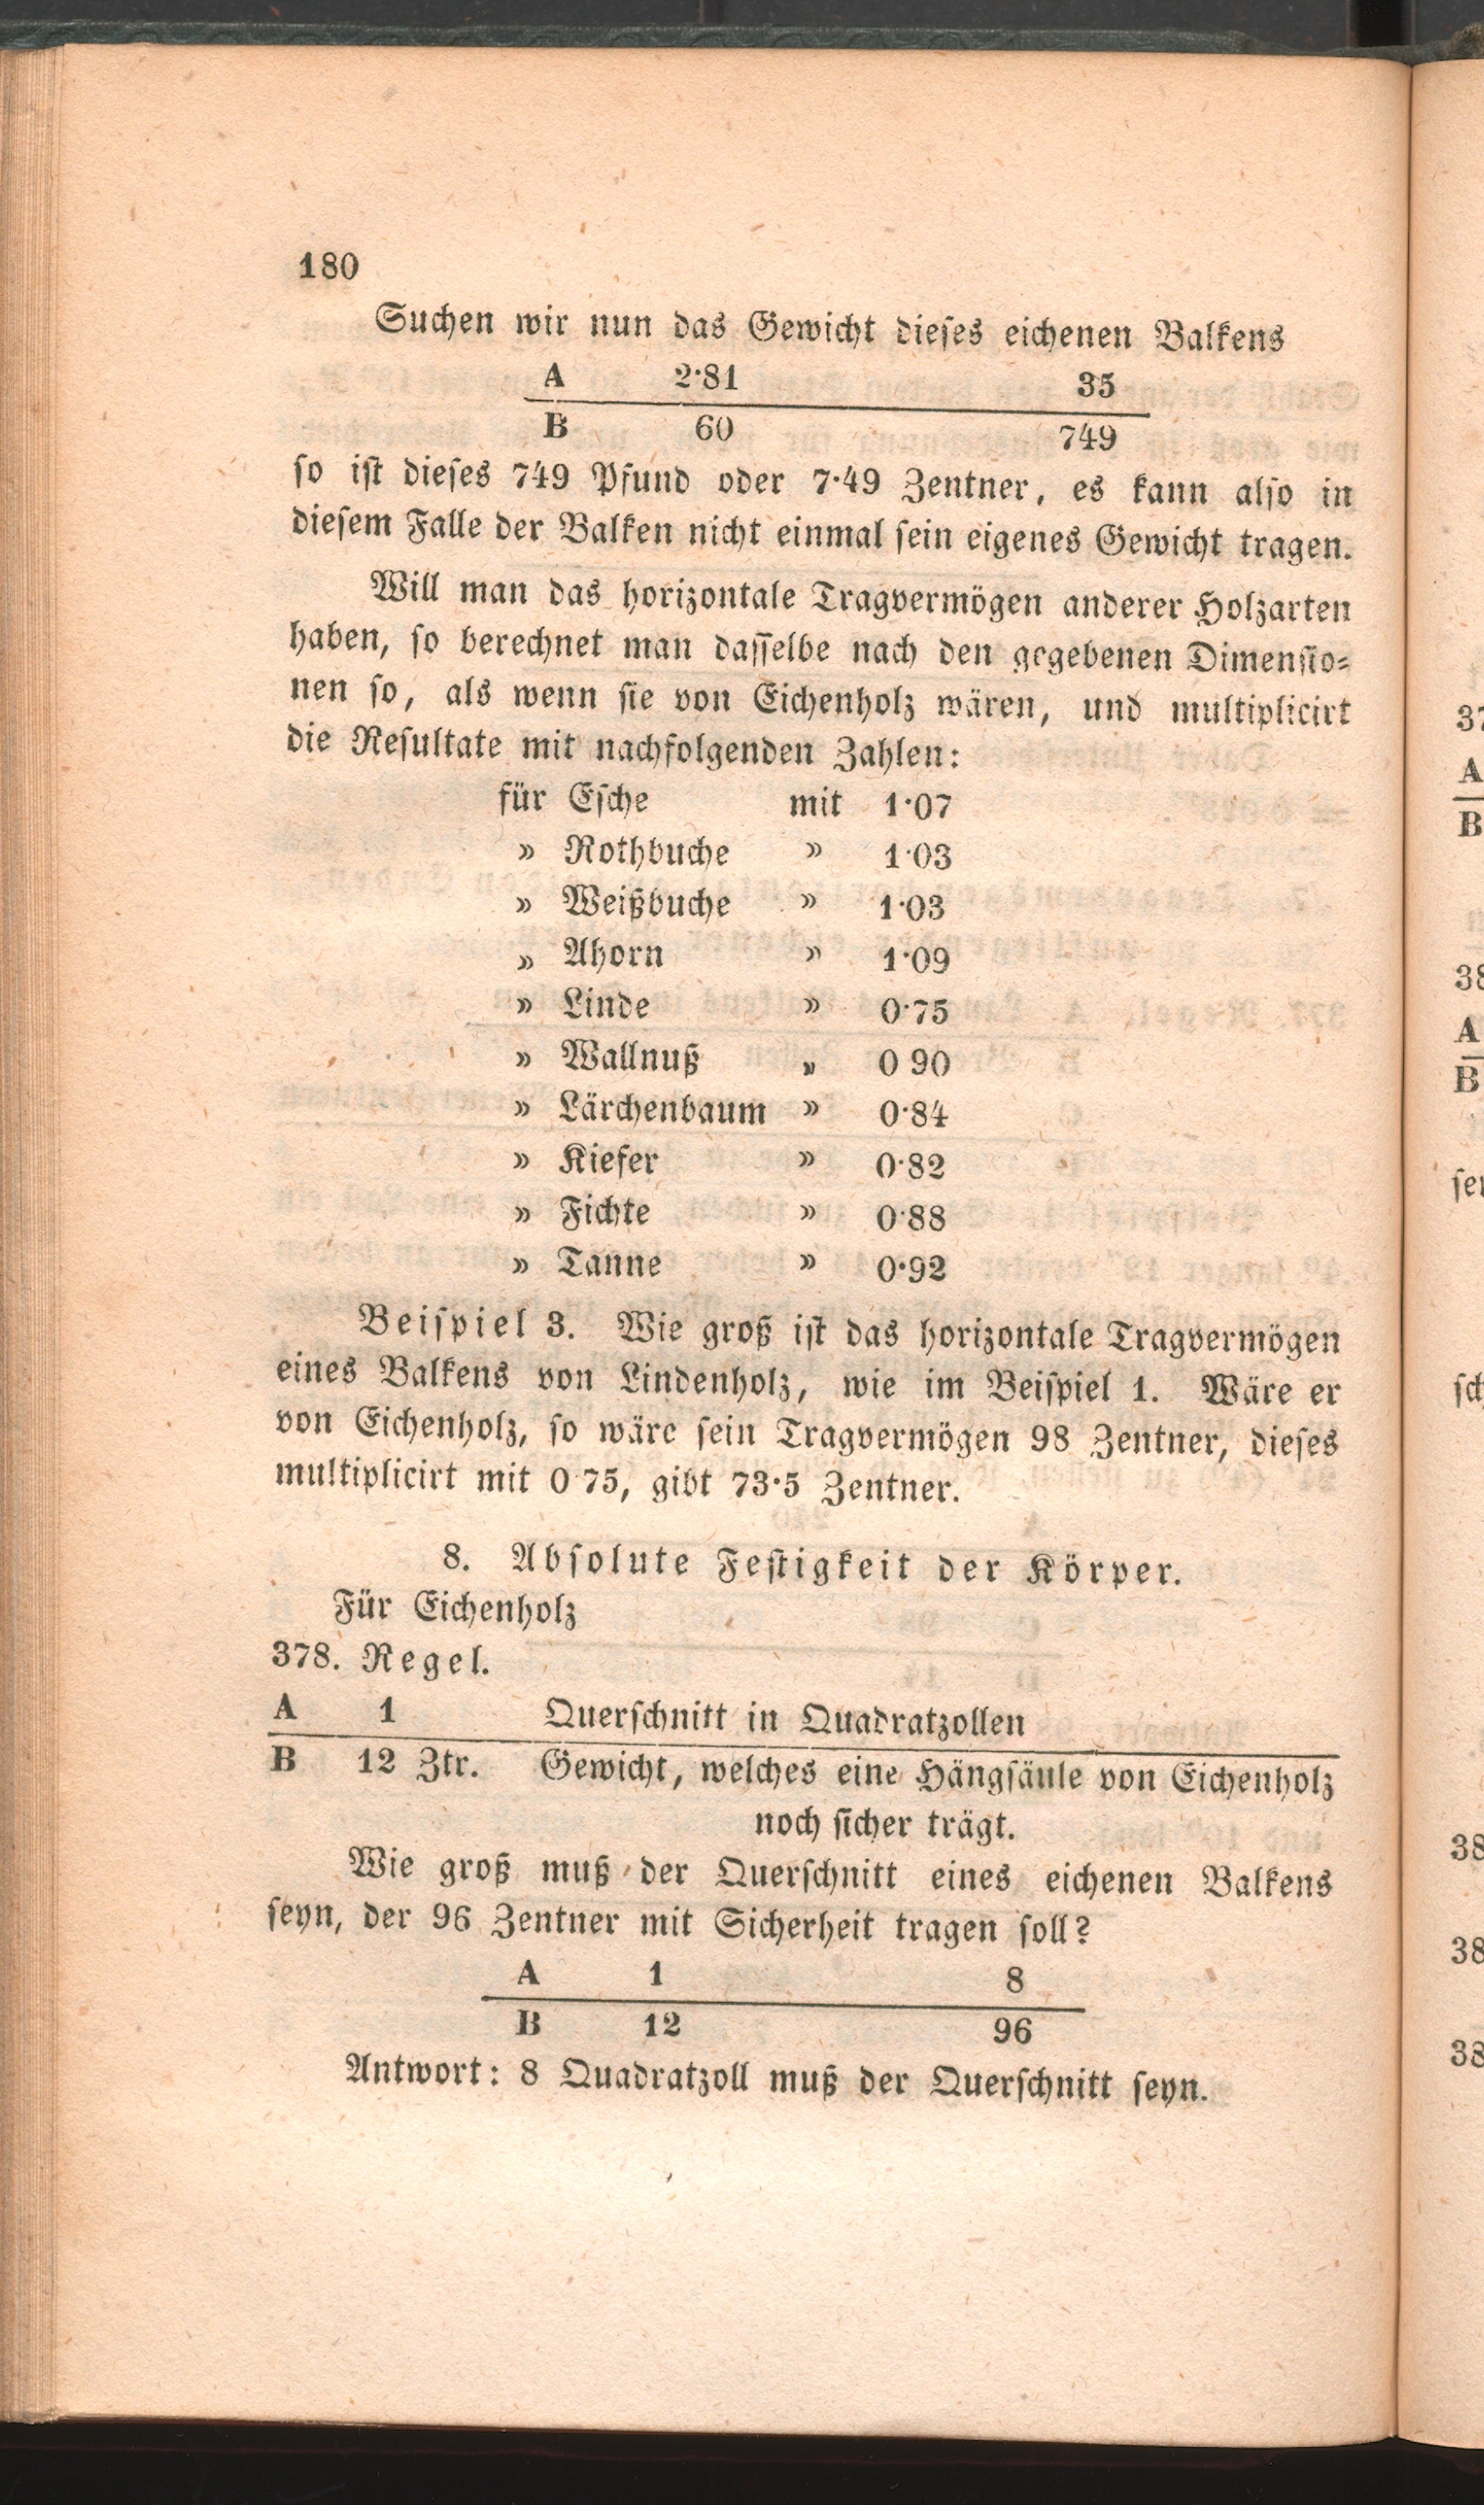 180
Suchen wir nun das Gewicht dieses eichenen Balkens
A 2·81 35
B 60 749
so ist dieses 749 Pfund oder 7·49 Zentner, es kann also in
diesem Falle der Balken nicht einmal sein eigenes Gewicht tragen.
Will man das horizontale Tragvermögen anderer Holzarten
haben, so berechnet man dasselbe nach den gegebenen Dimensio=
nen so, als wenn sie von Eichenholz wären, und multiplicirt
die Resultate mit nachfolgenden Zahlen:
für Esche mit 1·07
» Rothbuche » 1·03
» Weißbuche » 1·03
» Ahorn » 1·09
» Linde » 0·75
» Wallnuß » 0 90
» Lärchenbaum » 0·84
» Kiefer » 0·82
» Fichte » 0·88
» Tanne » 0·92
Beispiel 3. Wie groß ist das horizontale Tragvermögen
eines Balkens von Lindenholz, wie im Beispiel 1. Wäre er
von Eichenholz, so wäre sein Tragvermögen 98 Zentner, dieses
multiplicirt mit 0 75, gibt 73·5 Zentner.
8. Absolute Festigkeit der Körper.
Für Eichenholz
378. Regel.
A 1 Querschnitt in Quadratzollen
B 12 Ztr. Gewicht, welches eine Hängsäule von Eichenholz
noch sicher trägt.
Wie groß muß der Querschnitt eines eichenen Balkens
seyn, der 96 Zentner mit Sicherheit tragen soll?
A 1 8
B 12 96
Antwort: 8 Quadratzoll muß der Querschnitt seyn.